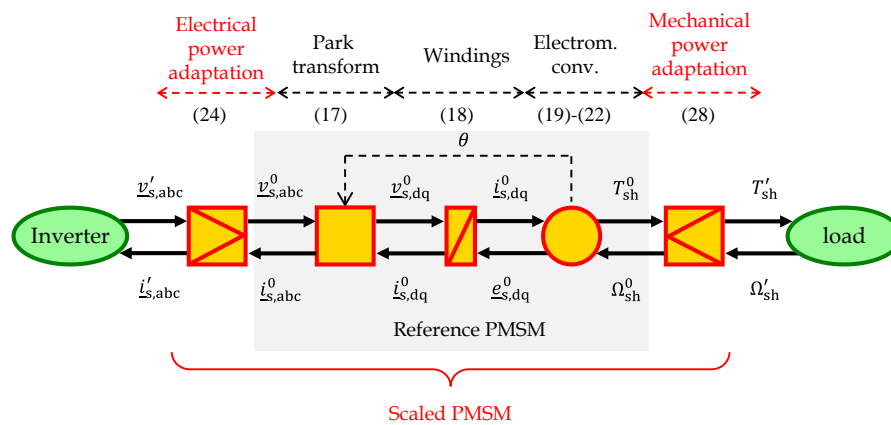 Electrical power adaptation
Park transform
Windings
Electrom. conv.
Mechanical power adaptation
(24) (17) (18) (19)-(22) (28)
θ
v′s,abc v⁰s,abc v⁰s,dq i⁰s,dq T⁰sh T′sh
Inverter load
i′s,abc i⁰s,abc i⁰s,dq e⁰s,dq Ω⁰sh Ω′sh
Reference PMSM
Scaled PMSM